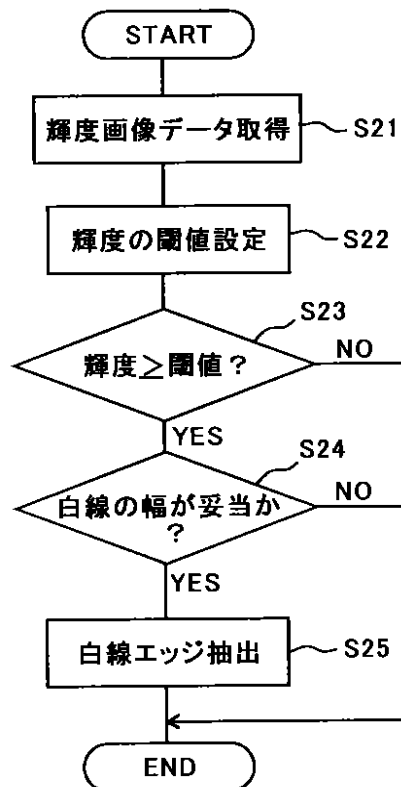 START
輝度画像データ取得 S21
輝度の閾値設定 S22
S23
輝度≧閾値?
NO
YES
S24
白線の幅が妥当か
?
NO
YES
白線エッジ抽出 S25
END